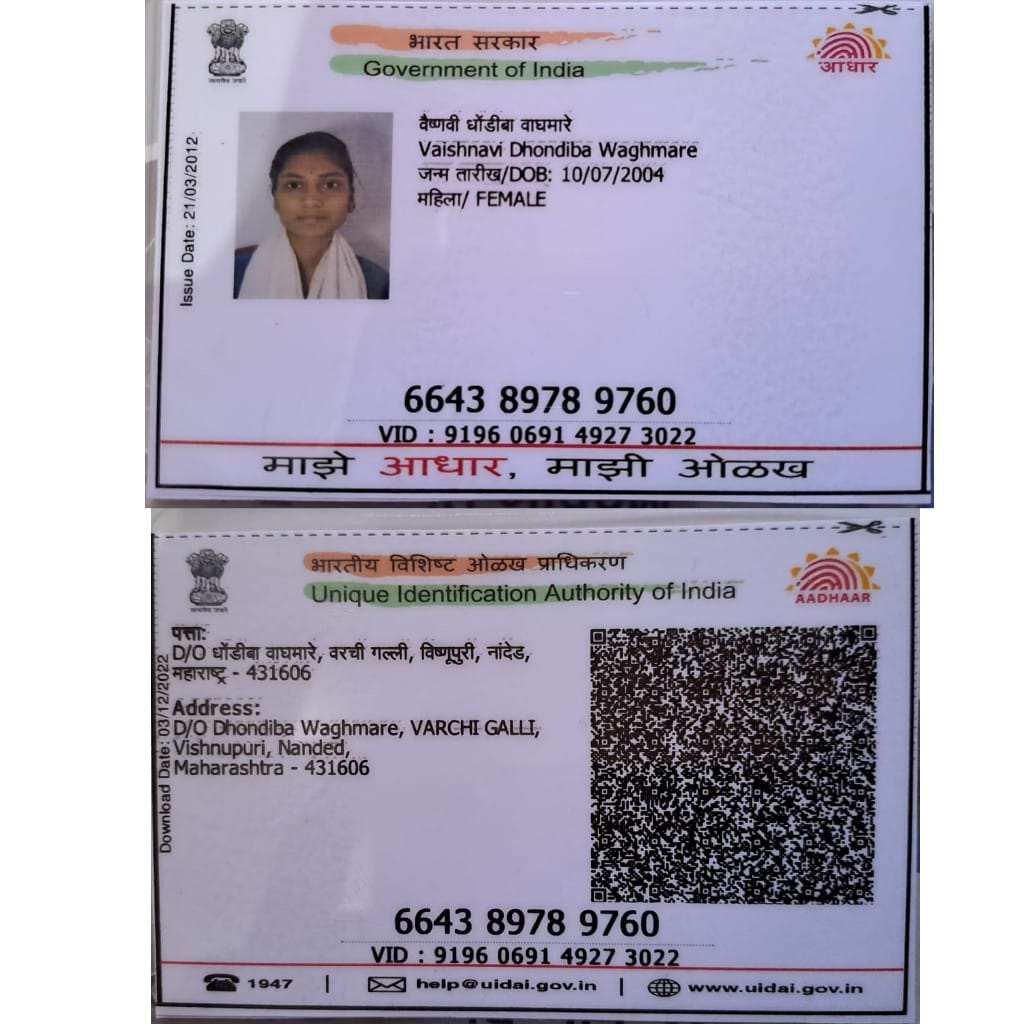 भारत सरकार
Government of India
आधार
Issue Date: 21/03/2012
वैष्णवी धोंडीबा वाघमारे
Vaishnavi Dhondiba Waghmare
जन्म तारीख/DOB: 10/07/2004
महिला/ FEMALE
6643 8978 9760
VID : 9196 0691 4927 3022
माझे आधार, माझी ओळख
भारतीय विशिष्ट ओळख प्राधिकरण
Unique Identification Authority of India
AADHAAR
Download Date: 03/12/2022
पत्ता:
D/O धोंडीबा वाघमारे, वरची गल्ली, विष्णूपुरी, नांदेड,
महाराष्ट्र - 431606
Address:
D/O Dhondiba Waghmare, VARCHI GALLI,
Vishnupuri, Nanded,
Maharashtra - 431606
6643 8978 9760
VID : 9196 0691 4927 3022
1947 | help@uidai.gov.in | www.uidai.gov.in